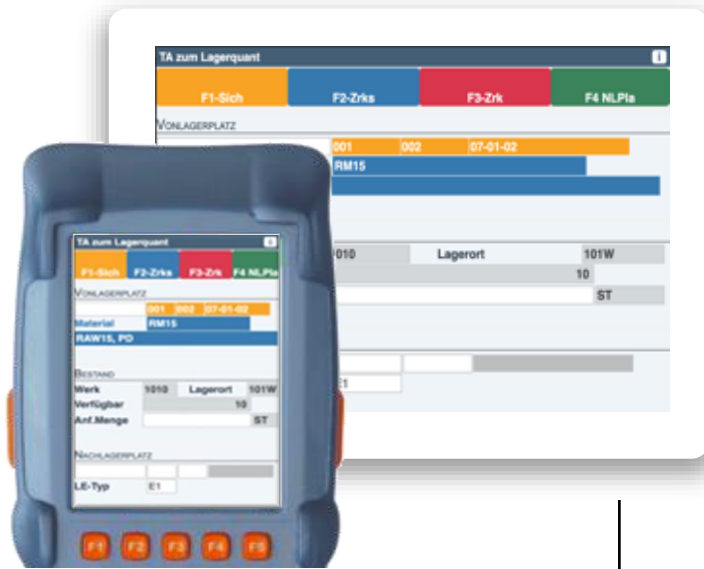 TA zum Lagerquant i
F1-Sich F2-Zrks F3-Zrk F4 NLPla
VONLAGERPLATZ
001 002 07-01-02
RM15
1010 Lagerort 101W
10
ST
E1
TA zum Lagerquant i
F1-Sich F2-Zrks F3-Zrk F4 NLPla
VONLAGERPLATZ
001 002 07-01-02
Material RM15
RAW15, PD
BESTAND
Werk 1010 Lagerort 101W
Verfügbar 10
Anf.Menge ST
NACHLAGERPLATZ
LE-Typ E1
F1 F2 F3 F4 F5